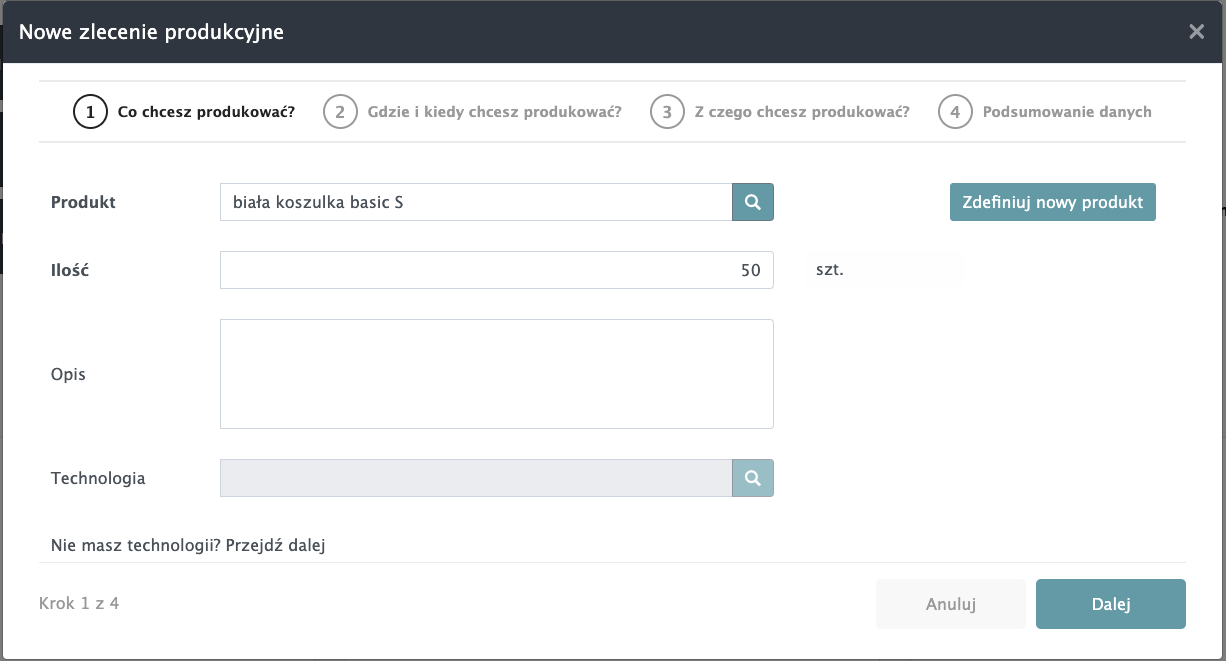 Nowe zlecenie produkcyjne
1 Co chcesz produkować? 2 Gdzie i kiedy chcesz produkować? 3 Z czego chcesz produkować? 4 Podsumowanie danych
Produkt biała koszulka basic S Zdefiniuj nowy produkt
Ilość 50 szt.
Opis
Technologia
Nie masz technologii? Przejdź dalej
Krok 1 z 4 Anuluj Dalej